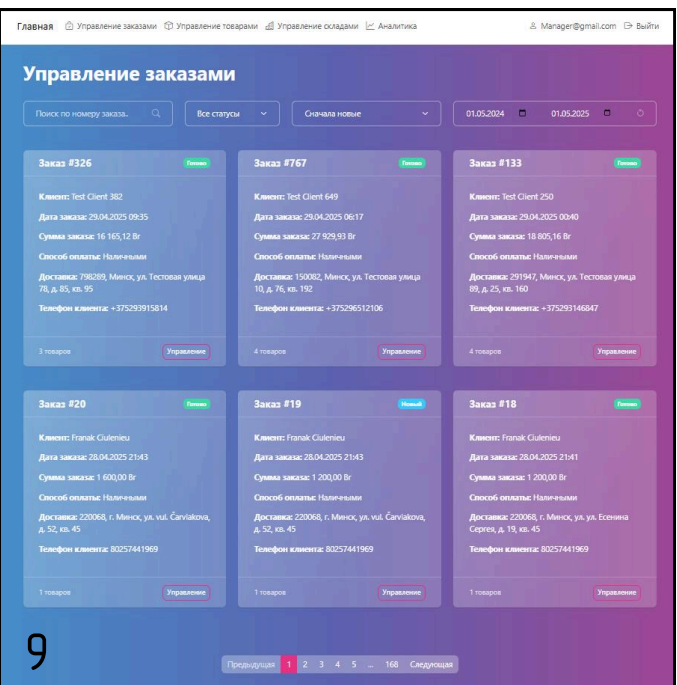 Главная Управление заказами Управление товарами Управление складами Аналитика Manager@gmail.com Выйти
Управление заказами
Поиск по номеру заказа.. Все статусы Сначала новые 01.05.2024 01.05.2025
Заказ #326 Готово
Клиент: Test Client 382
Дата заказа: 29.04.2025 09:35
Сумма заказа: 16 165,12 Br
Способ оплаты: Наличными
Доставка: 798289, Минск, ул. Тестовая улица
78, д. 85, кв. 95
Телефон клиента: +375293915814
3 товаров Управление
Заказ #767 Готово
Клиент: Test Client 649
Дата заказа: 29.04.2025 06:17
Сумма заказа: 27 929,93 Br
Способ оплаты: Наличными
Доставка: 150082, Минск, ул. Тестовая улица
10, д. 76, кв. 192
Телефон клиента: +375296512106
4 товаров Управление
Заказ #133 Готово
Клиент: Test Client 250
Дата заказа: 29.04.2025 00:40
Сумма заказа: 18 605,16 Br
Способ оплаты: Наличными
Доставка: 291947, Минск, ул. Тестовая улица
89, д. 25, кв. 160
Телефон клиента: +375293146847
4 товаров Управление
Заказ #20 Готово
Клиент: Franak Ciulenieu
Дата заказа: 28.04.2025 21:43
Сумма заказа: 1 600,00 Br
Способ оплаты: Наличными
Доставка: 220068, г. Минск, ул. vul. Čarviakova,
д. 52, кв. 45
Телефон клиента: 80257441969
1 товаров Управление
Заказ #19 Новый
Клиент: Franak Ciulenieu
Дата заказа: 28.04.2025 21:43
Сумма заказа: 1 200,00 Br
Способ оплаты: Наличными
Доставка: 220068, г. Минск, ул. vul. Čarviakova,
д. 52, кв. 45
Телефон клиента: 80257441969
1 товаров Управление
Заказ #18 Готово
Клиент: Franak Ciulenieu
Дата заказа: 28.04.2025 21:41
Сумма заказа: 1 200,00 Br
Способ оплаты: Наличными
Доставка: 220068, г. Минск, ул. ул. Есенина
Сергея, д. 19, кв. 45
Телефон клиента: 80257441969
1 товаров Управление
9
Предыдущая 1 2 3 4 5 ... 168 Следующая